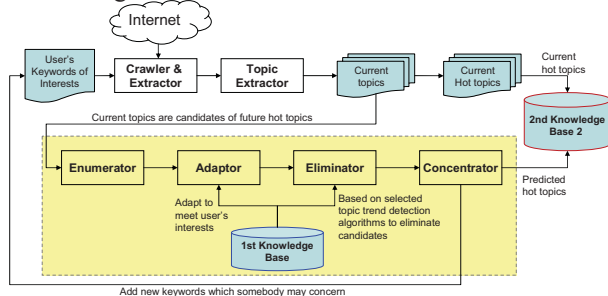 Internet
User's
Keywords of
Interests
Crawler &
Extractor
Topic
Extractor
Current
topics
Current
Hot topics
Current
hot topics
2nd Knowledge
Base 2
Current topics are candidates of future hot topics
Enumerator
Adaptor
Eliminator
Concentrator
Predicted
hot topics
Adapt to
meet user's
interests
Based on selected
topic trend detection
algorithms to eliminate
candidates
1st Knowledge
Base
Add new keywords which somebody may concern